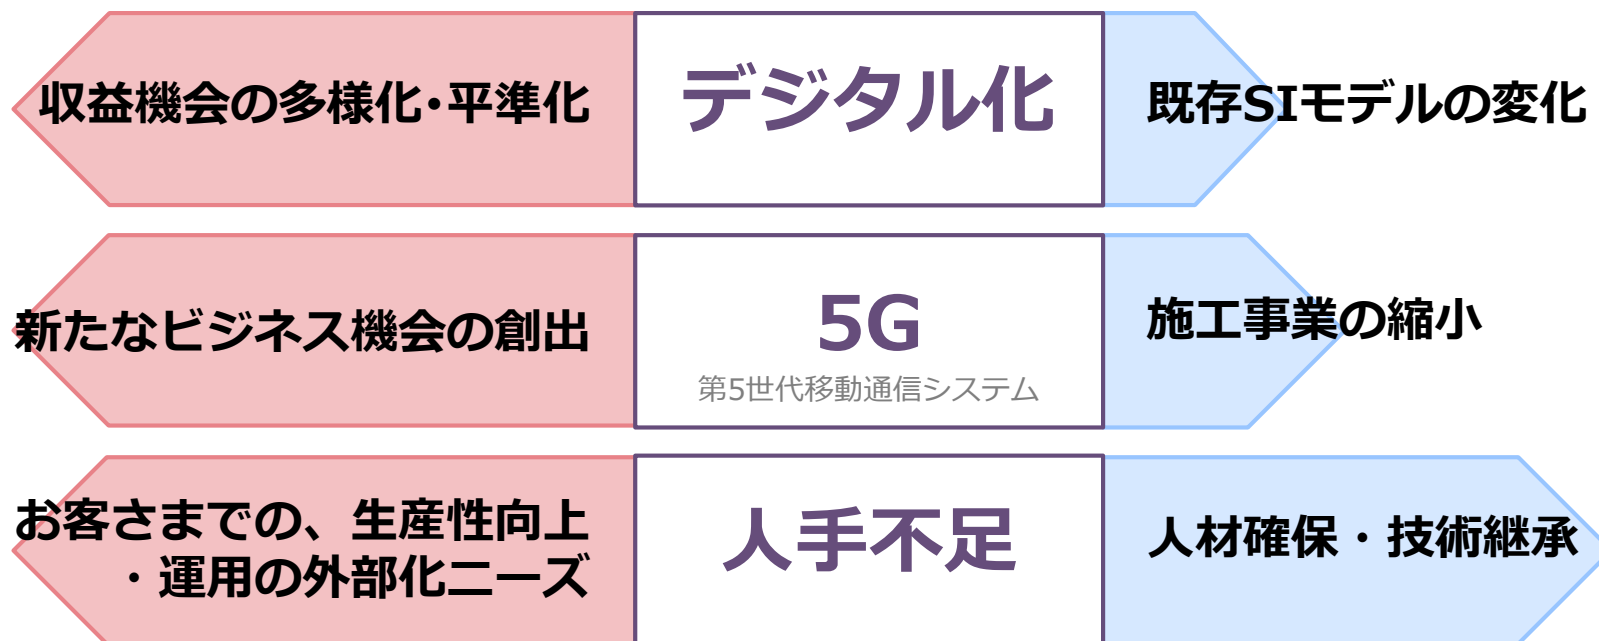 収益機会の多様化・平準化
デジタル化
既存SIモデルの変化
新たなビジネス機会の創出
5G
第5世代移動通信システム
施工事業の縮小
お客さまでの、生産性向上
・運用の外部化ニーズ
人手不足
人材確保・技術継承